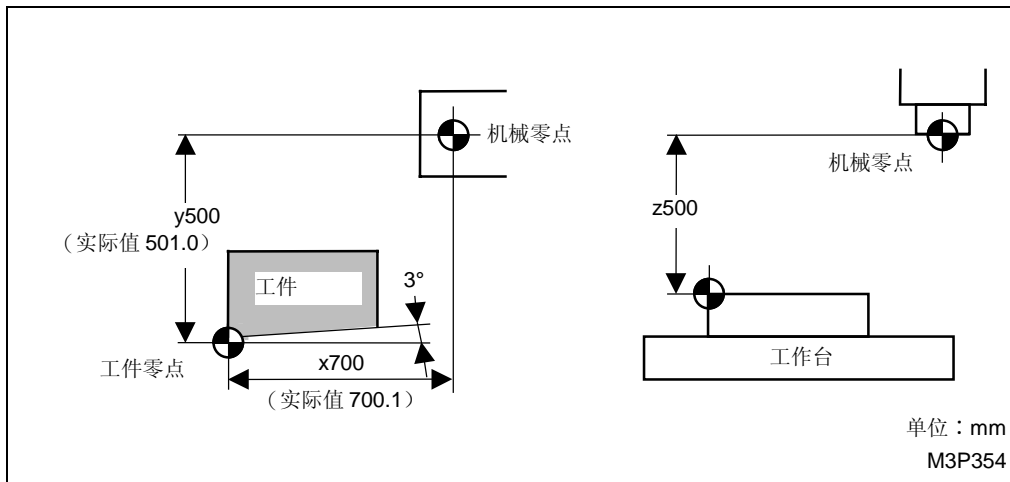 机械零点
y500
（实际值 501.0）
工件
3°
工件零点
x700
（实际值 700.1）
机械零点
z500
工作台
单位：mm
M3P354